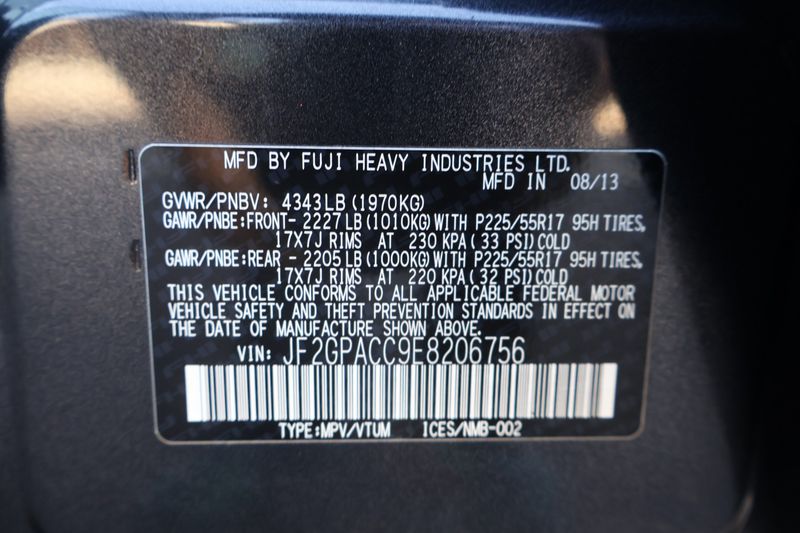 MFD BY FUJI HEAVY INDUSTRIES LTD.
MFD IN 08/13
GVWR/PNBV: 4343LB (1970KG)
GAWR/PNBE:FRONT- 2227LB (1010KG) WITH P225/55R17 95H TIRES,
17X7J RIMS AT 230 KPA (33 PSI) COLD
GAWR/PNBE:REAR - 2205LB (1000KG) WITH P225/55R17 95H TIRES,
17X7J RIMS AT 220 KPA (32 PSI) COLD
THIS VEHICLE CONFORMS TO ALL APPLICABLE FEDERAL MOTOR
VEHICLE SAFETY AND THEFT PREVENTION STANDARDS IN EFFECT ON
THE DATE OF MANUFACTURE SHOWN ABOVE.
VIN: JF2GPACC9E8206756
TYPE:MPV/VTUM ICES/NMB-002